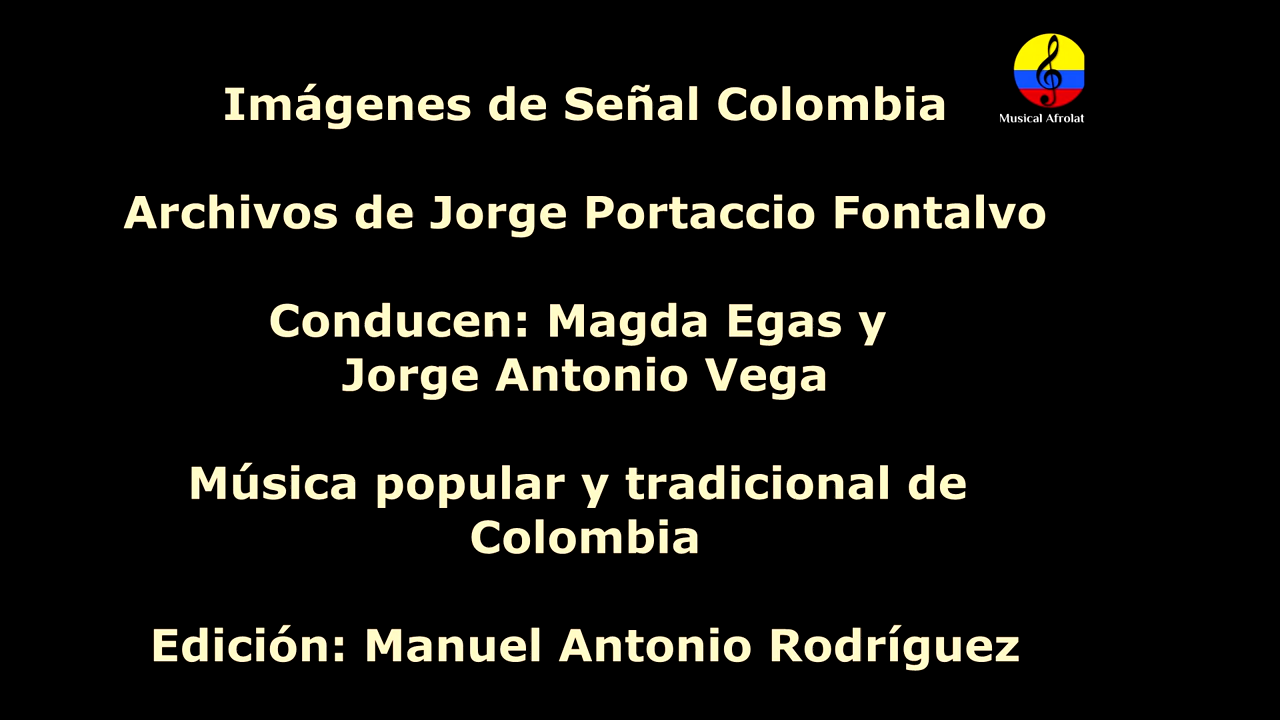 Imágenes de Señal Colombia
Musical Afrolat
Archivos de Jorge Portaccio Fontalvo
Conducen: Magda Egas y
Jorge Antonio Vega
Música popular y tradicional de
Colombia
Edición: Manuel Antonio Rodríguez